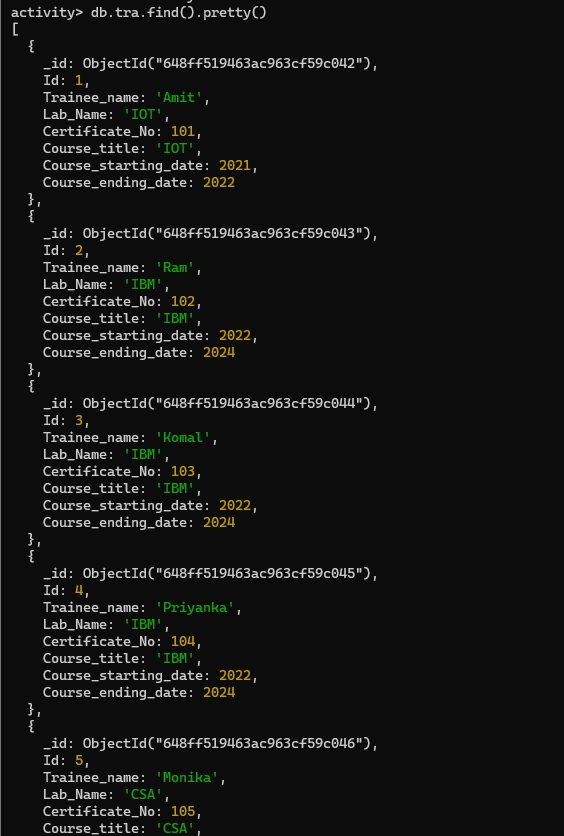 activity> db.tra.find().pretty()
[
  {
    _id: ObjectId("648ff519463ac963cf59c042"),
    Id: 1,
    Trainee_name: 'Amit',
    Lab_Name: 'IOT',
    Certificate_No: 101,
    Course_title: 'IOT',
    Course_starting_date: 2021,
    Course_ending_date: 2022
  },
  {
    _id: ObjectId("648ff519463ac963cf59c043"),
    Id: 2,
    Trainee_name: 'Ram',
    Lab_Name: 'IBM',
    Certificate_No: 102,
    Course_title: 'IBM',
    Course_starting_date: 2022,
    Course_ending_date: 2024
  },
  {
    _id: ObjectId("648ff519463ac963cf59c044"),
    Id: 3,
    Trainee_name: 'Komal',
    Lab_Name: 'IBM',
    Certificate_No: 103,
    Course_title: 'IBM',
    Course_starting_date: 2022,
    Course_ending_date: 2024
  },
  {
    _id: ObjectId("648ff519463ac963cf59c045"),
    Id: 4,
    Trainee_name: 'Priyanka',
    Lab_Name: 'IBM',
    Certificate_No: 104,
    Course_title: 'IBM',
    Course_starting_date: 2022,
    Course_ending_date: 2024
  },
  {
    _id: ObjectId("648ff519463ac963cf59c046"),
    Id: 5,
    Trainee_name: 'Monika',
    Lab_Name: 'CSA',
    Certificate_No: 105,
    Course_title: 'CSA',